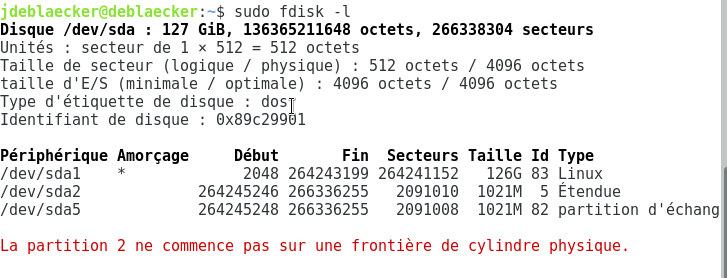 jdeblaecker@deblaecker:~$ sudo fdisk -l
Disque /dev/sda : 127 GiB, 136365211648 octets, 266338304 secteurs
Unités : secteur de 1 × 512 = 512 octets
Taille de secteur (logique / physique) : 512 octets / 4096 octets
taille d'E/S (minimale / optimale) : 4096 octets / 4096 octets
Type d'étiquette de disque : dos
Identifiant de disque : 0x89c29901
Périphérique Amorçage Début Fin Secteurs Taille Id Type
/dev/sda1 * 2048 264243199 264241152 126G 83 Linux
/dev/sda2 264245246 266336255 2091010 1021M 5 Étendue
/dev/sda5 264245248 266336255 2091008 1021M 82 partition d'échang
La partition 2 ne commence pas sur une frontière de cylindre physique.